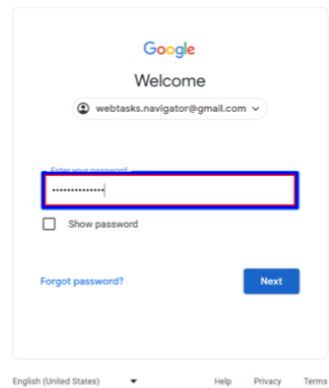 Google
Welcome
webtasks.navigator@gmail.com
Enter your password
••••••••••••••
Show password
Forgot password?
Next
English (United States)
Help Privacy Terms